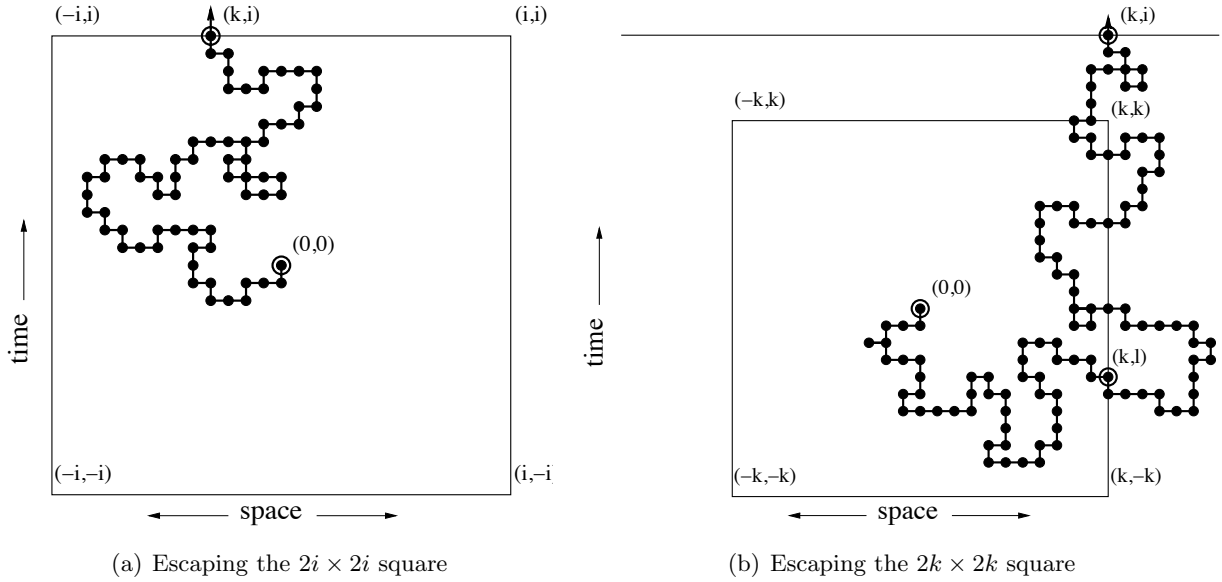 (−i,i) (k,i) (i,i)
(0,0)
time
(−i,−i) (i,−i)
space
(a) Escaping the 2i × 2i square
(k,i)
(−k,k) (k,k)
(0,0)
time
(k,l)
(−k,−k) (k,−k)
space
(b) Escaping the 2k × 2k square